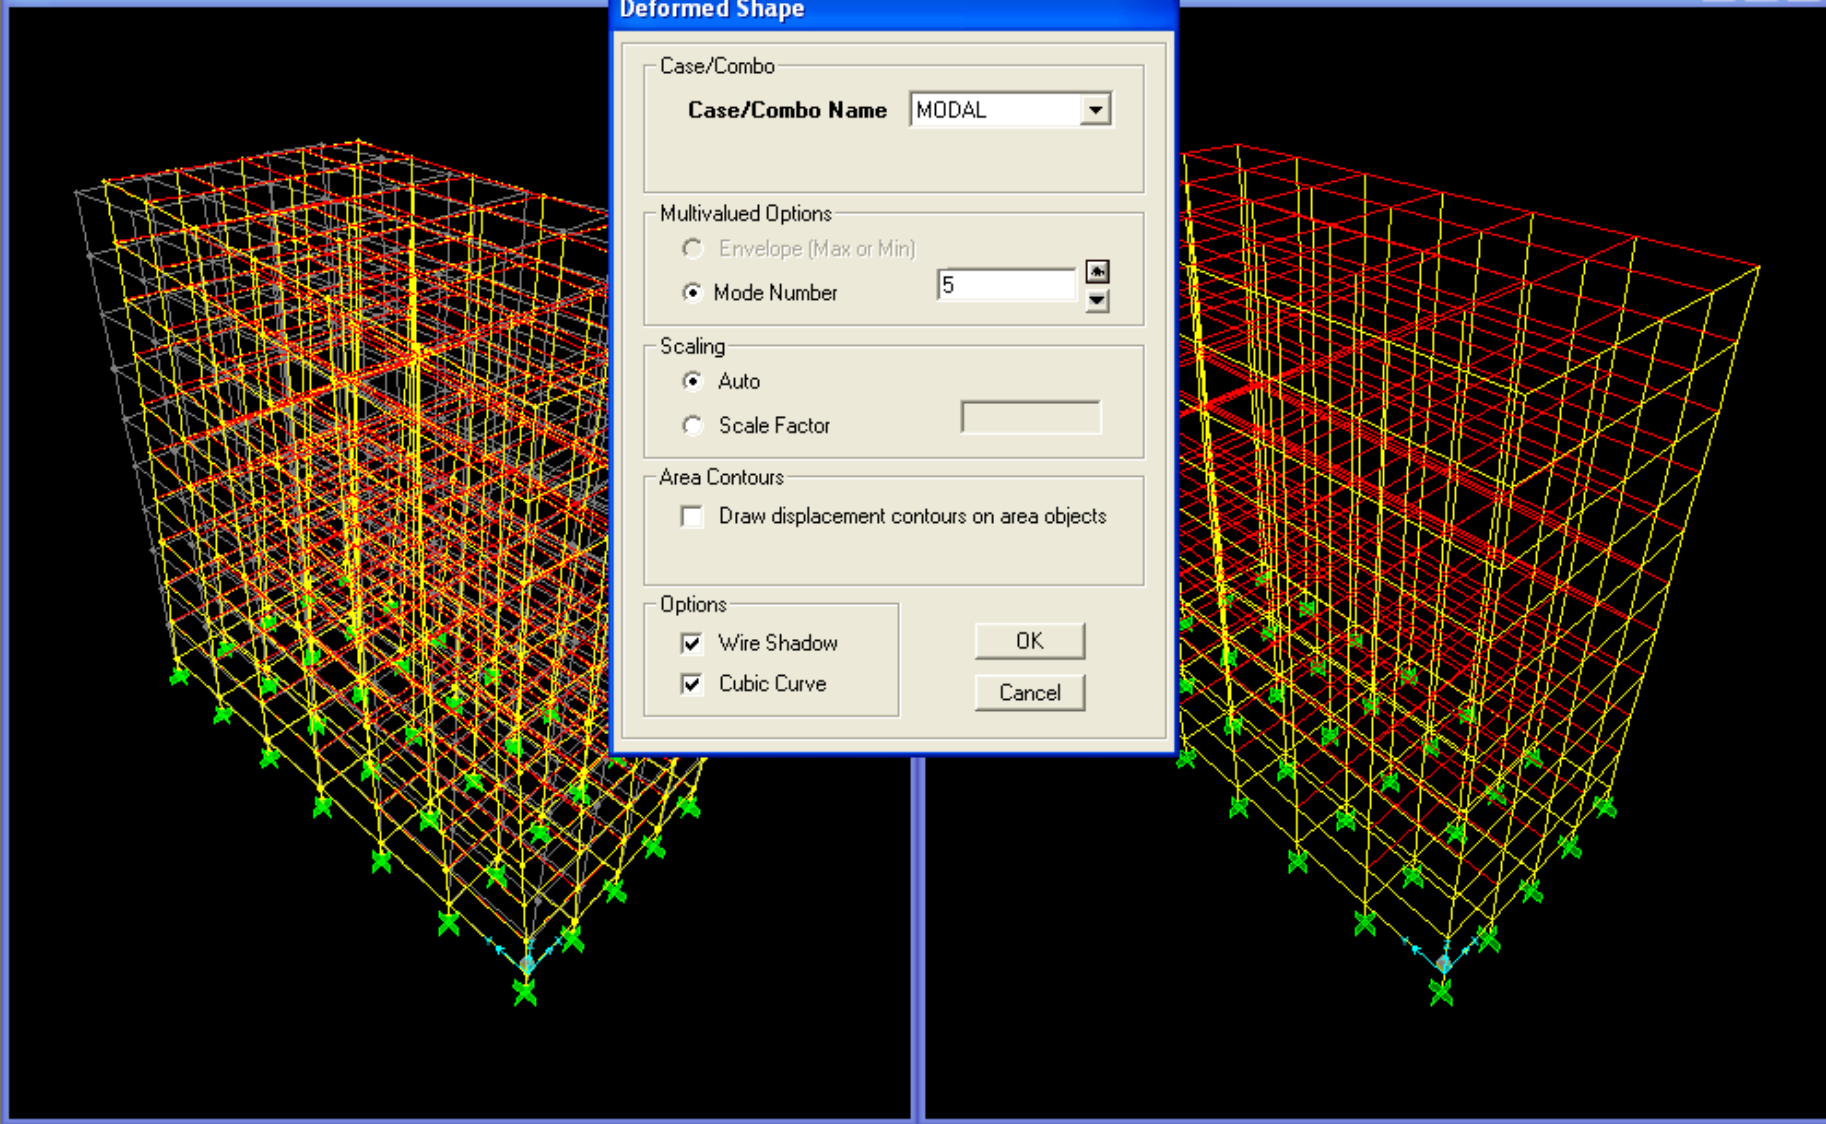 Deformed Shape
Case/Combo
Case/Combo Name MODAL
Multivalued Options
Envelope (Max or Min)
Mode Number 5
Scaling
Auto
Scale Factor
Area Contours
Draw displacement contours on area objects
Options
Wire Shadow
Cubic Curve
OK
Cancel